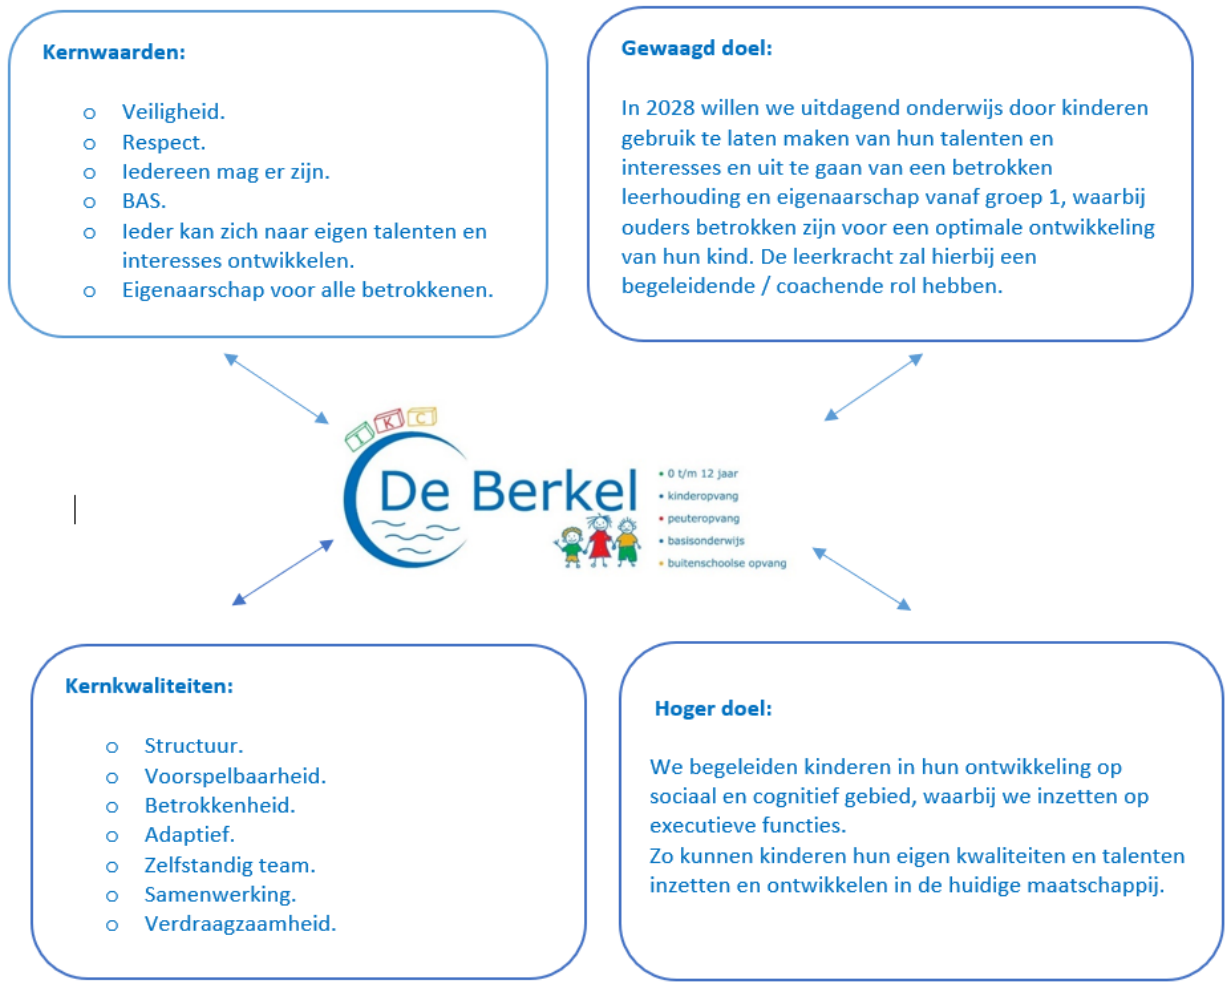 Kernwaarden:
o Veiligheid.
o Respect.
o Iedereen mag er zijn.
o BAS.
o Ieder kan zich naar eigen talenten en
interesses ontwikkelen.
o Eigenaarschap voor alle betrokkenen.
Gewaagd doel:
In 2028 willen we uitdagend onderwijs door kinderen
gebruik te laten maken van hun talenten en
interesses en uit te gaan van een betrokken
leerhouding en eigenaarschap vanaf groep 1, waarbij
ouders betrokken zijn voor een optimale ontwikkeling
van hun kind. De leerkracht zal hierbij een
begeleidende / coachende rol hebben.
I K C
De Berkel
• 0 t/m 12 jaar
• kinderopvang
• peuteropvang
• basisonderwijs
• buitenschoolse opvang
Kernkwaliteiten:
o Structuur.
o Voorspelbaarheid.
o Betrokkenheid.
o Adaptief.
o Zelfstandig team.
o Samenwerking.
o Verdraagzaamheid.
Hoger doel:
We begeleiden kinderen in hun ontwikkeling op
sociaal en cognitief gebied, waarbij we inzetten op
executieve functies.
Zo kunnen kinderen hun eigen kwaliteiten en talenten
inzetten en ontwikkelen in de huidige maatschappij.